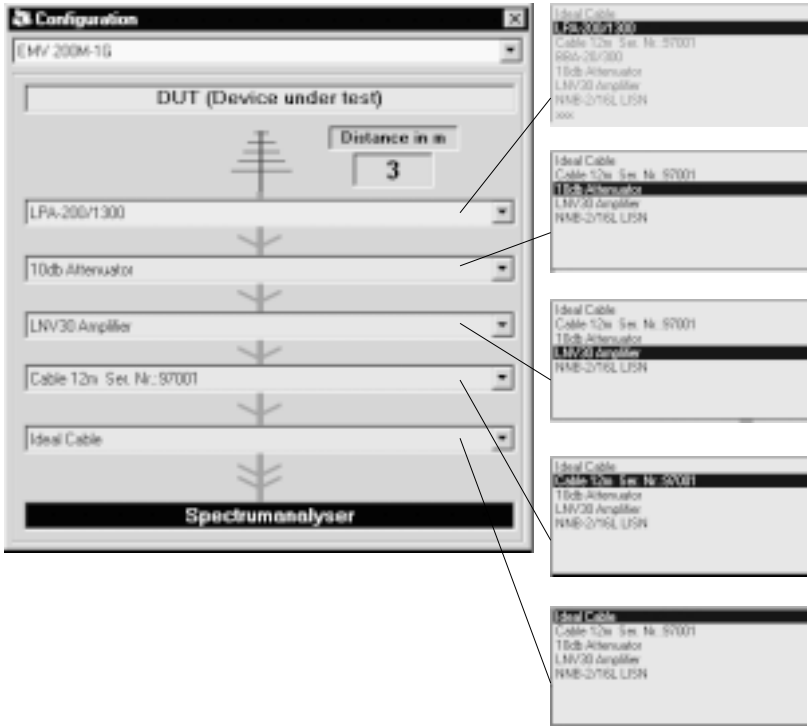 Configuration
EMV 200M-1G
DUT (Device under test)
Distance in m
3
LPA-200/1300
10db Attenuator
LNV30 Amplifier
Cable 12m Ser. Nr.:97001
Ideal Cable
Spectrumanalyser
Ideal Cable
LPA-200/1300
Cable 12m Ser. Nr.:97001
BBA-20/300
10db Attenuator
LNV30 Amplifier
NNB-2/16L LISN
xxx
Ideal Cable
Cable 12m Ser. Nr.:97001
10db Attenuator
LNV30 Amplifier
NNB-2/16L LISN
Ideal Cable
Cable 12m Ser. Nr.:97001
10db Attenuator
LNV30 Amplifier
NNB-2/16L LISN
Ideal Cable
Cable 12m Ser. Nr.:97001
10db Attenuator
LNV30 Amplifier
NNB-2/16L LISN
Ideal Cable
Cable 12m Ser. Nr.:97001
10db Attenuator
LNV30 Amplifier
NNB-2/16L LISN